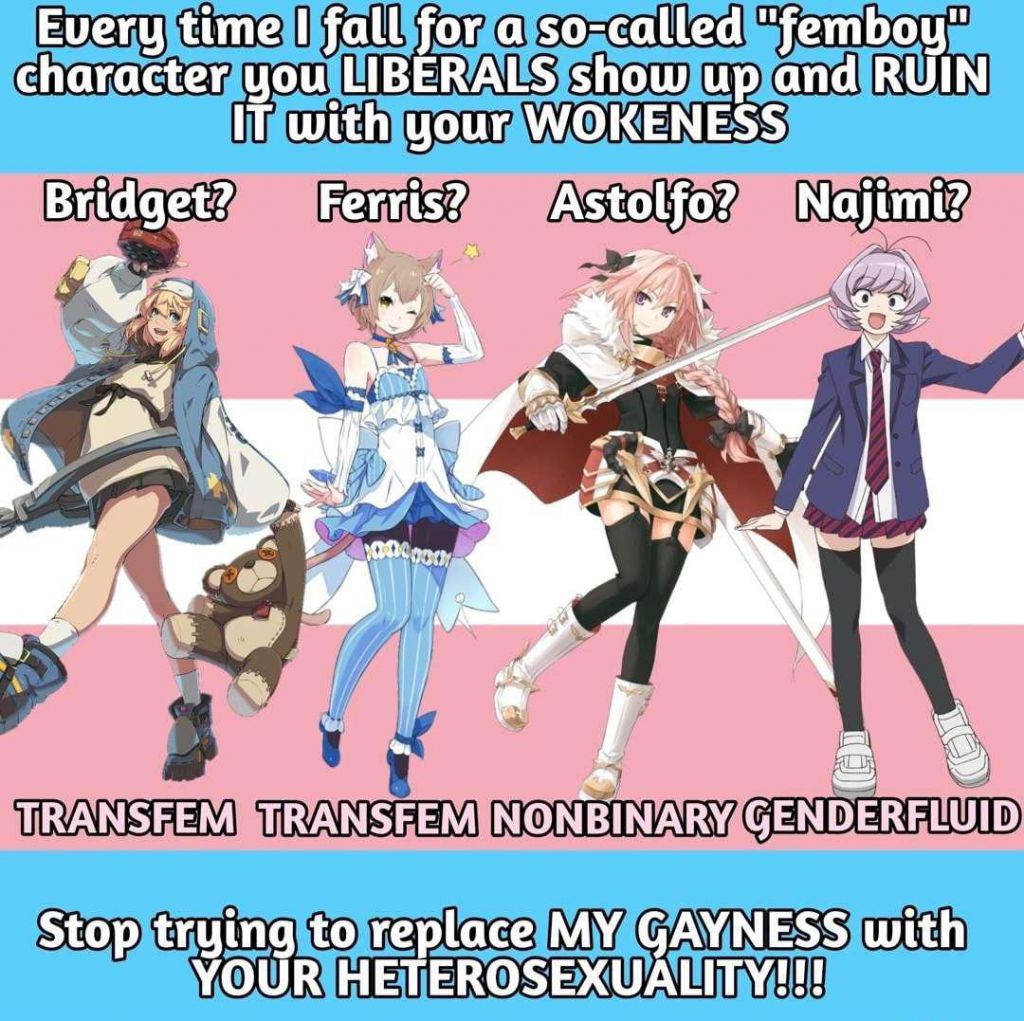 Every time I fall for a so-called "femboy"
character you LIBERALS show up and RUIN
IT with your WOKENESS
Bridget? Ferris? Astolfo? Najimi?
TRANSFEM TRANSFEM NONBINARY GENDERFLUID
Stop trying to replace MY GAYNESS with
YOUR HETEROSEXUALITY!!!